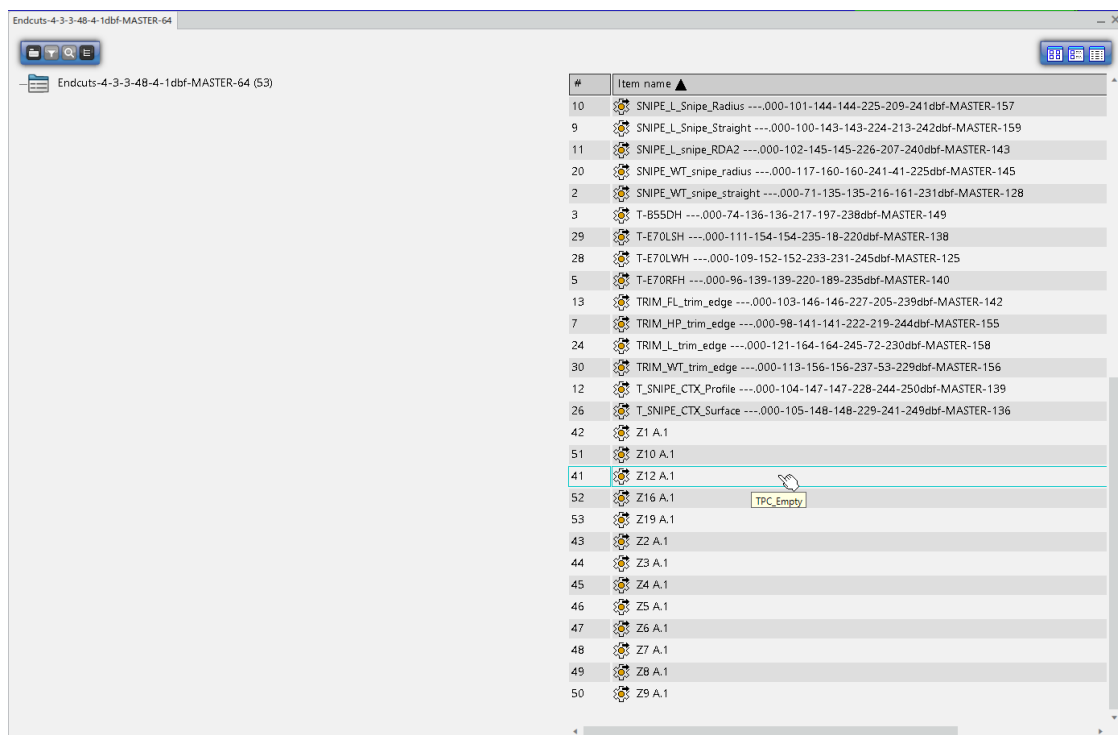 Endcuts-4-3-3-48-4-1dbf-MASTER-64
Endcuts-4-3-3-48-4-1dbf-MASTER-64 (53)
# Item name
10 SNIPE_L_Snipe_Radius ---.000-101-144-144-225-209-241dbf-MASTER-157
9 SNIPE_L_Snipe_Straight ---.000-100-143-143-224-213-242dbf-MASTER-159
11 SNIPE_L_snipe_RDA2 ---.000-102-145-145-226-207-240dbf-MASTER-143
20 SNIPE_WT_snipe_radius ---.000-117-160-160-241-41-225dbf-MASTER-145
2 SNIPE_WT_snipe_straight ---.000-71-135-135-216-161-231dbf-MASTER-128
3 T-B55DH ---.000-74-136-136-217-197-238dbf-MASTER-149
29 T-E70LSH ---.000-111-154-154-235-18-220dbf-MASTER-138
28 T-E70LWH ---.000-109-152-152-233-231-245dbf-MASTER-125
5 T-E70RFH ---.000-96-139-139-220-189-235dbf-MASTER-140
13 TRIM_FL_trim_edge ---.000-103-146-146-227-205-239dbf-MASTER-142
7 TRIM_HP_trim_edge ---.000-98-141-141-222-219-244dbf-MASTER-155
24 TRIM_L_trim_edge ---.000-121-164-164-245-72-230dbf-MASTER-158
30 TRIM_WT_trim_edge ---.000-113-156-156-237-53-229dbf-MASTER-156
12 T_SNIPE_CTX_Profile ---.000-104-147-147-228-244-250dbf-MASTER-139
26 T_SNIPE_CTX_Surface ---.000-105-148-148-229-241-249dbf-MASTER-136
42 Z1 A.1
51 Z10 A.1
41 Z12 A.1
52 Z16 A.1
TPC_Empty
53 Z19 A.1
43 Z2 A.1
44 Z3 A.1
45 Z4 A.1
46 Z5 A.1
47 Z6 A.1
48 Z7 A.1
49 Z8 A.1
50 Z9 A.1